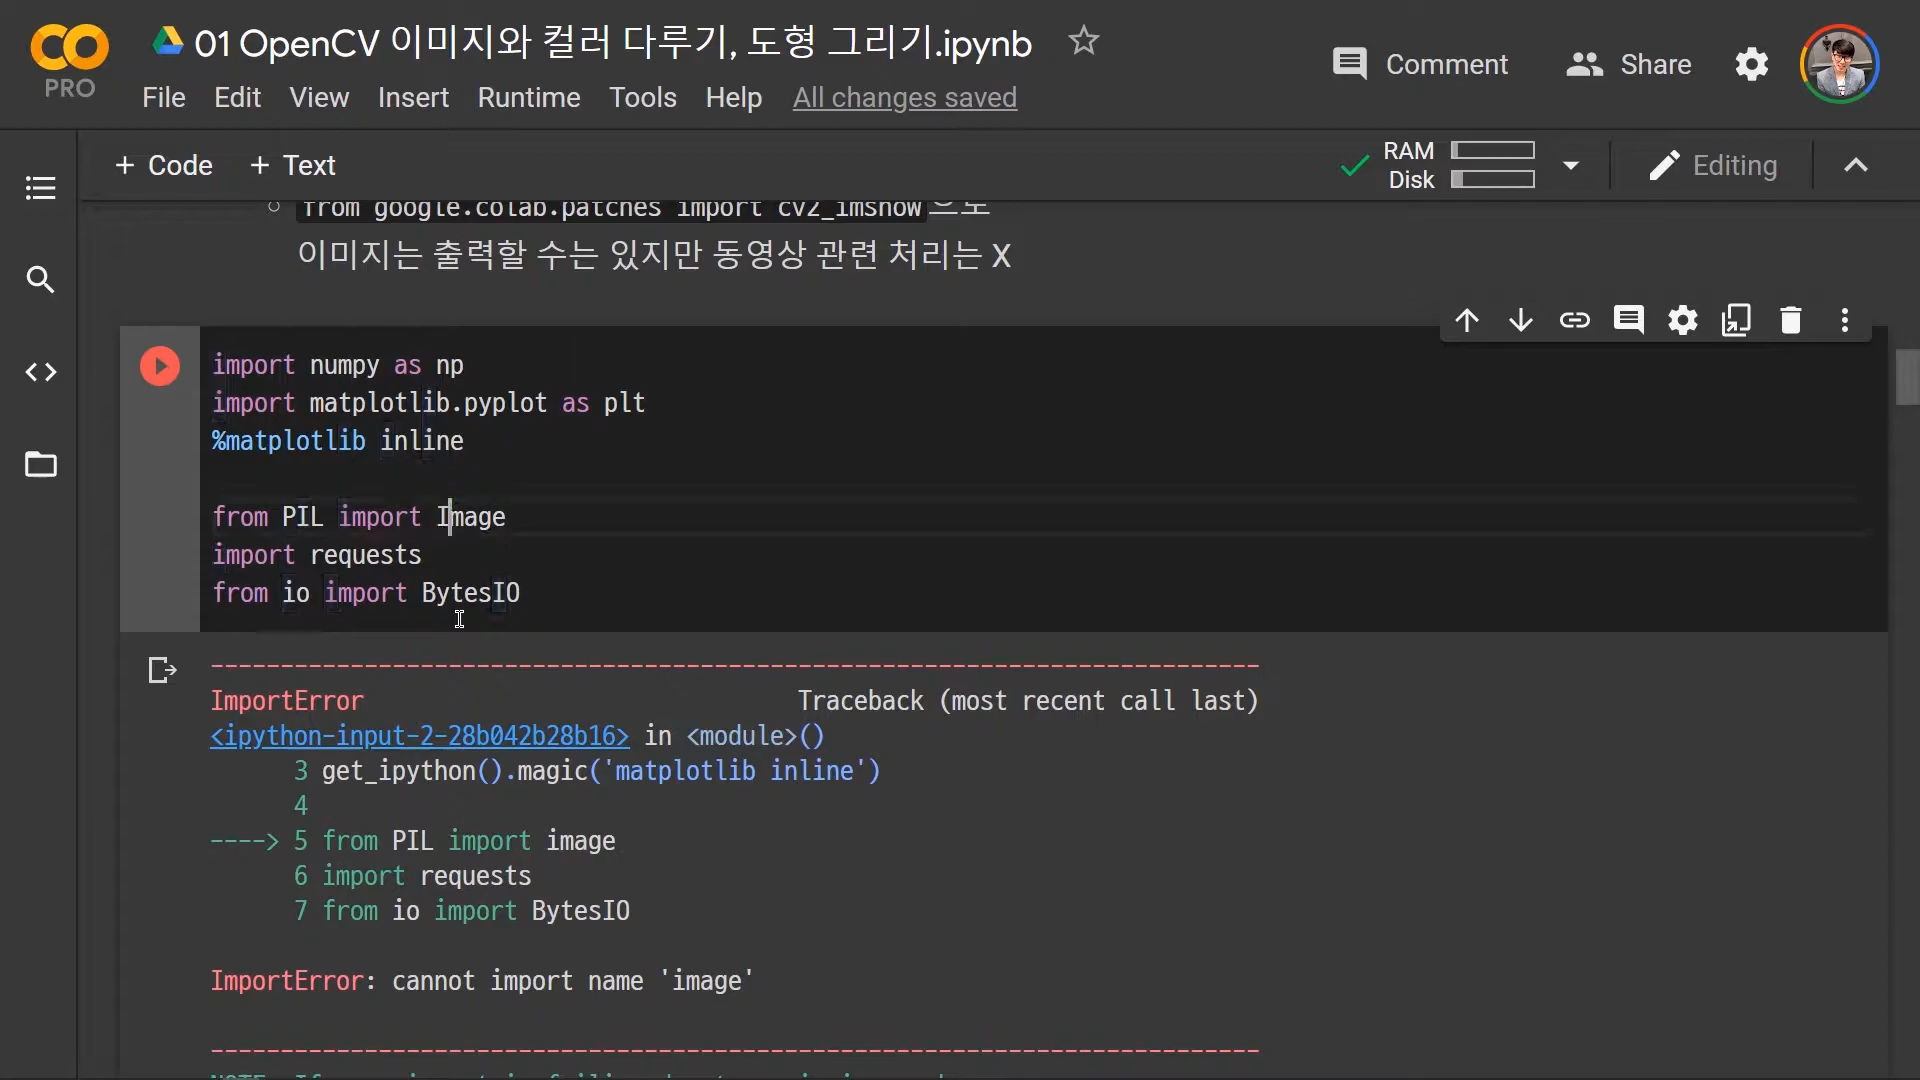 CO
PRO
01 OpenCV 이미지와 컬러 다루기, 도형 그리기.ipynb
File Edit View Insert Runtime Tools Help All changes saved
Comment
Share
+ Code
+ Text
RAM
Disk
Editing
from google.colab.patches import cv2_imshow으로
이미지는 출력할 수는 있지만 동영상 관련 처리는 X
import numpy as np
import matplotlib.pyplot as plt
%matplotlib inline
from PIL import Image
import requests
from io import BytesIO
--------------------------------------------------------------------------- 
ImportError Traceback (most recent call last)
<ipython-input-2-28b042b28b16> in <module>()
3 get_ipython().magic('matplotlib inline')
4
----> 5 from PIL import image
6 import requests
7 from io import BytesIO
ImportError: cannot import name 'image'
---------------------------------------------------------------------------